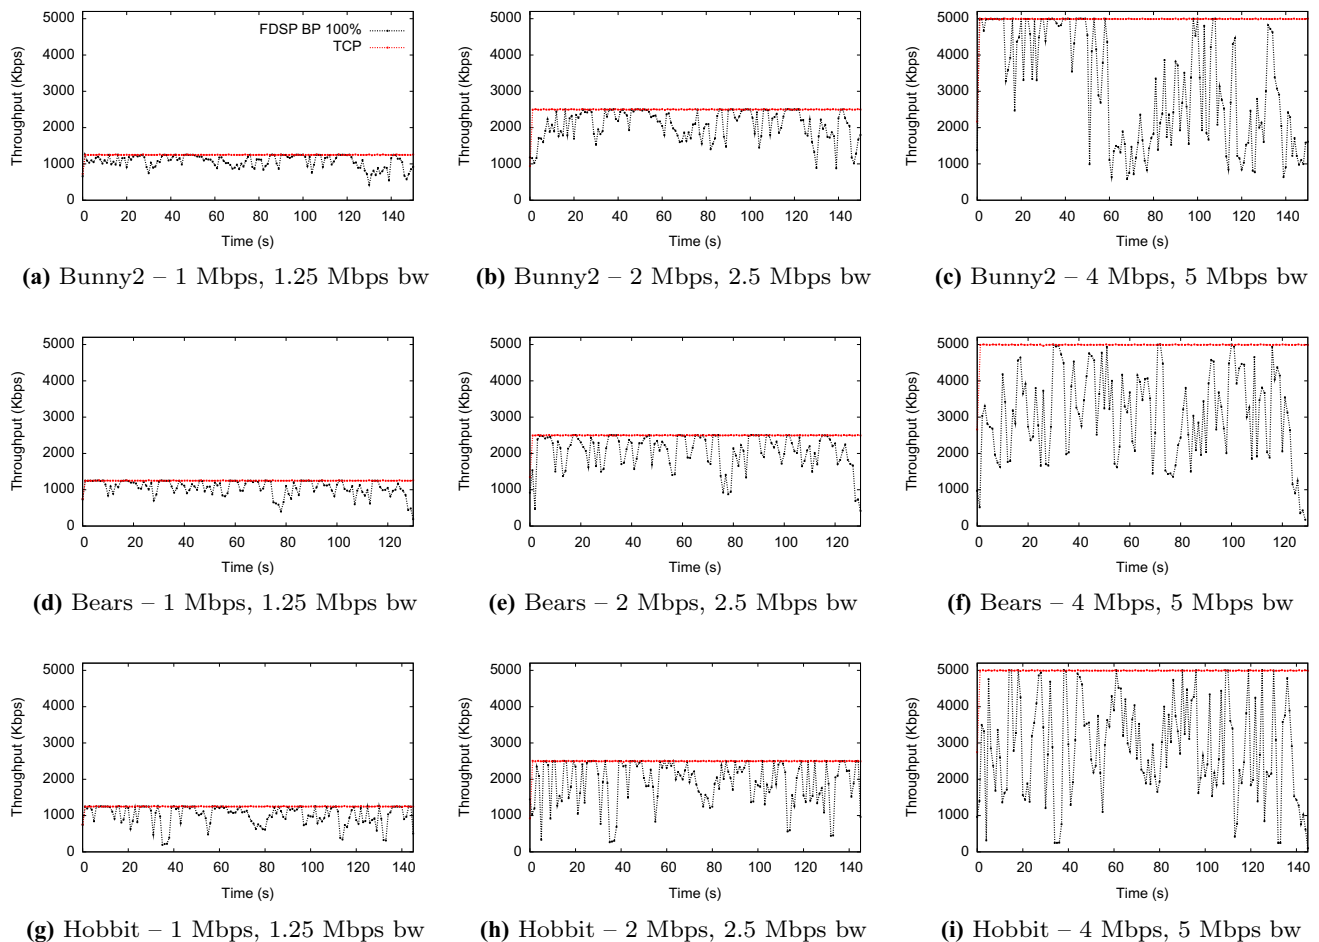 5000
4000
3000
2000
1000
0
Throughput (Kbps)
FDSP BP 100%
TCP
0 20 40 60 80 100 120 140
Time (s)
(a) Bunny2 – 1 Mbps, 1.25 Mbps bw
5000
4000
3000
2000
1000
0
Throughput (Kbps)
0 20 40 60 80 100 120 140
Time (s)
(b) Bunny2 – 2 Mbps, 2.5 Mbps bw
5000
4000
3000
2000
1000
0
Throughput (Kbps)
0 20 40 60 80 100 120 140
Time (s)
(c) Bunny2 – 4 Mbps, 5 Mbps bw
5000
4000
3000
2000
1000
0
Throughput (Kbps)
0 20 40 60 80 100 120
Time (s)
(d) Bears – 1 Mbps, 1.25 Mbps bw
5000
4000
3000
2000
1000
0
Throughput (Kbps)
0 20 40 60 80 100 120
Time (s)
(e) Bears – 2 Mbps, 2.5 Mbps bw
5000
4000
3000
2000
1000
0
Throughput (Kbps)
0 20 40 60 80 100 120
Time (s)
(f) Bears – 4 Mbps, 5 Mbps bw
5000
4000
3000
2000
1000
0
Throughput (Kbps)
0 20 40 60 80 100 120 140
Time (s)
(g) Hobbit – 1 Mbps, 1.25 Mbps bw
5000
4000
3000
2000
1000
0
Throughput (Kbps)
0 20 40 60 80 100 120 140
Time (s)
(h) Hobbit – 2 Mbps, 2.5 Mbps bw
5000
4000
3000
2000
1000
0
Throughput (Kbps)
0 20 40 60 80 100 120 140
Time (s)
(i) Hobbit – 4 Mbps, 5 Mbps bw